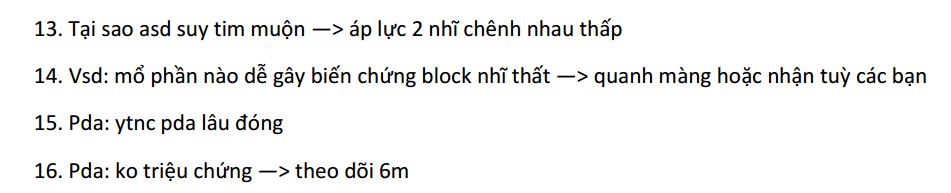 13. Tại sao asd suy tim muộn —> áp lực 2 nhĩ chênh nhau thấp
14. Vsd: mổ phần nào dễ gây biến chứng block nhĩ thất —> quanh màng hoặc nhận tuỳ các bạn
15. Pda: ytnc pda lâu đóng
16. Pda: ko triệu chứng —> theo dõi 6m